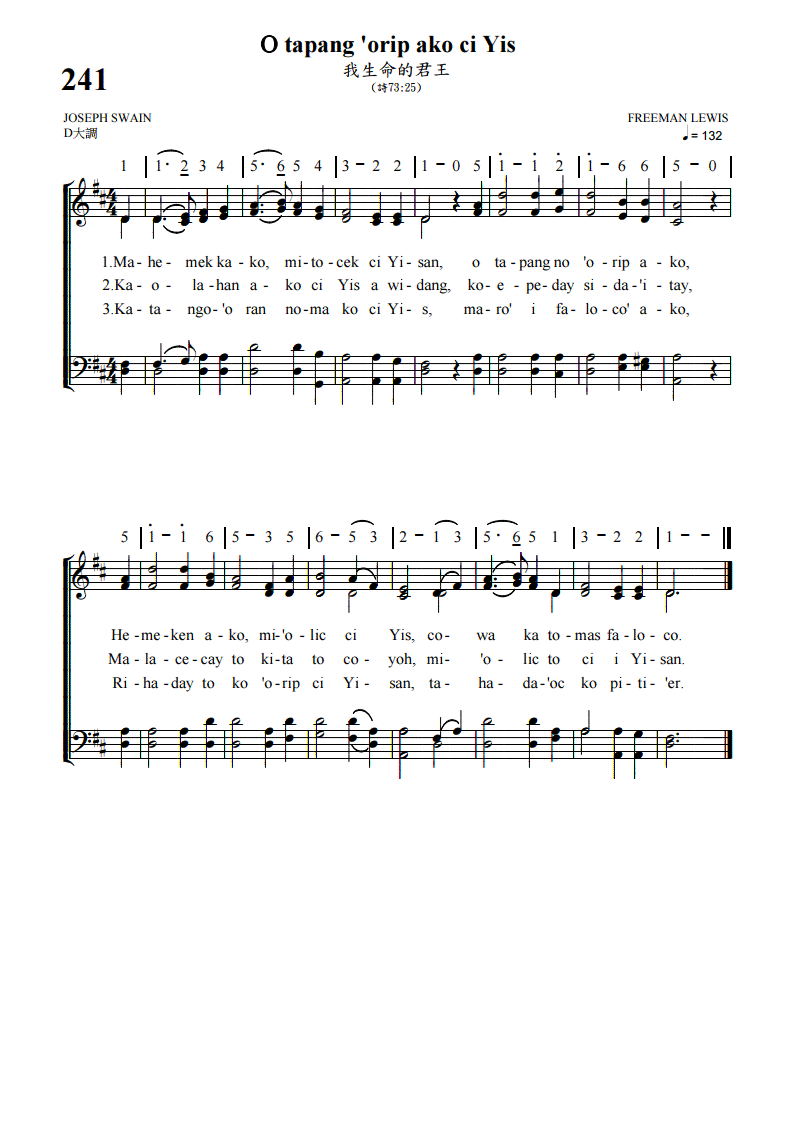 O tapang 'orip ako ci Yis
241
我生命的君王
(詩73:25)
JOSEPH SWAIN
FREEMAN LEWIS
D大調
♩ = 132
1 | 1· 2 3 4 | 5· 6 5 4 | 3 - 2 2 | 1 - 0 5 | 1̇ - 1̇ 2̇ | 1̇ - 6 6 | 5 - 0 |
1.Ma- he- mek ka- ko, mi- to- cek ci Yi- san, o ta- pang no 'o- rip a- ko,
2.Ka- o- la- han a- ko ci Yis a wi- dang, ko- e- pe- day si- da- 'i- tay,
3.Ka- ta- ngo- 'o ran no- ma ko ci Yi- s, ma- ro' i fa- lo- co' a- ko,
5 | 1̇ - 1̇ 6 | 5 - 3 5 | 6 - 5 3 | 2 - 1 3 | 5· 6 5 1 | 3 - 2 2 | 1 - - ‖
He- me- ken a- ko, mi- 'o- lic ci Yis, co- wa ka to- mas fa- lo- co.
Ma- la- ce- cay to ki- ta to co- yoh, mi- 'o- lic to ci i Yi- san.
Ri- ha- day to ko 'o- rip ci Yi- san, ta- ha- da- 'oc ko pi- ti- 'er.